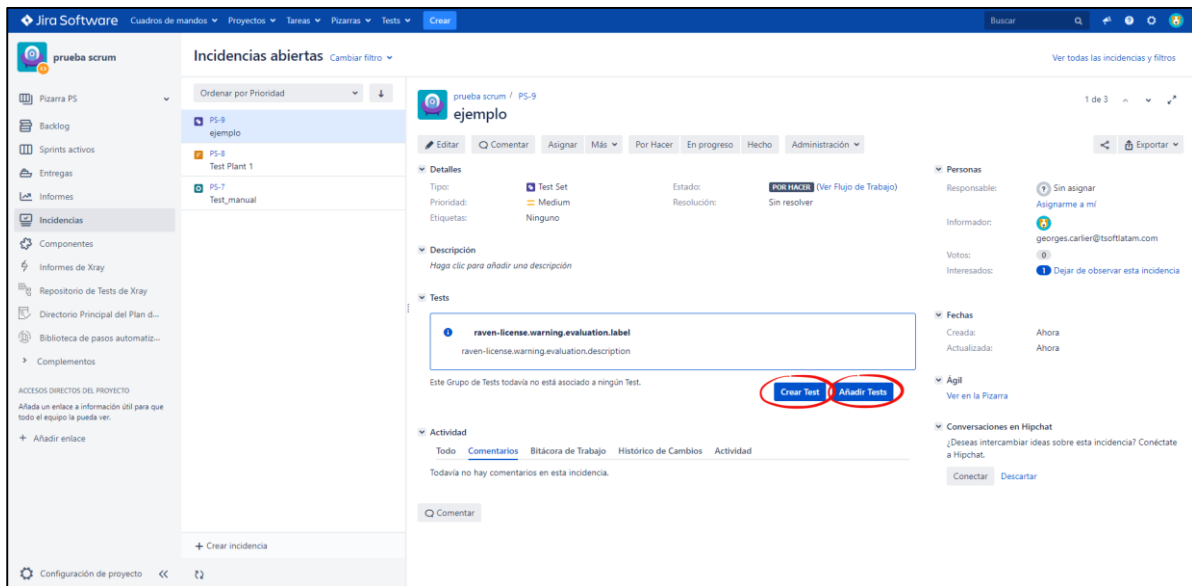 Jira Software Cuadros de mandos Proyectos Tareas Pizarras Tests Crear Buscar
prueba scrum
Pizarra PS
Backlog
Sprints activos
Entregas
Informes
Incidencias
Componentes
Informes de Xray
Repositorio de Tests de Xray
Directorio Principal del Plan d...
Biblioteca de pasos automatiz...
Complementos
ACCESOS DIRECTOS DEL PROYECTO
Añada un enlace a información útil para que
todo el equipo la pueda ver.
+ Añadir enlace
Configuración de proyecto
Incidencias abiertas Cambiar filtro
Ver todas las incidencias y filtros
Ordenar por Prioridad
PS-9
ejemplo
PS-8
Test Plant 1
PS-7
Test_manual
+ Crear incidencia
prueba scrum / PS-9
ejemplo
1 de 3
Editar Comentar Asignar Más Por Hacer En progreso Hecho Administración Exportar
Detalles
Tipo: Test Set Estado: POR HACER (Ver Flujo de Trabajo)
Prioridad: Medium Resolución: Sin resolver
Etiquetas: Ninguno
Descripción
Haga clic para añadir una descripción
Tests
raven-license.warning.evaluation.label
raven-license.warning.evaluation.description
Este Grupo de Tests todavía no está asociado a ningún Test.
Crear Test Añadir Tests
Actividad
Todo Comentarios Bitácora de Trabajo Histórico de Cambios Actividad
Todavía no hay comentarios en esta incidencia.
Comentar
Personas
Responsable: Sin asignar
Asignarme a mí
Informador:
georges.carlier@tsoftlatam.com
Votos: 0
Interesados: 1 Dejar de observar esta incidencia
Fechas
Creada: Ahora
Actualizada: Ahora
Ágil
Ver en la Pizarra
Conversaciones en Hipchat
¿Deseas intercambiar ideas sobre esta incidencia? Conéctate
a Hipchat.
Conectar Descartar